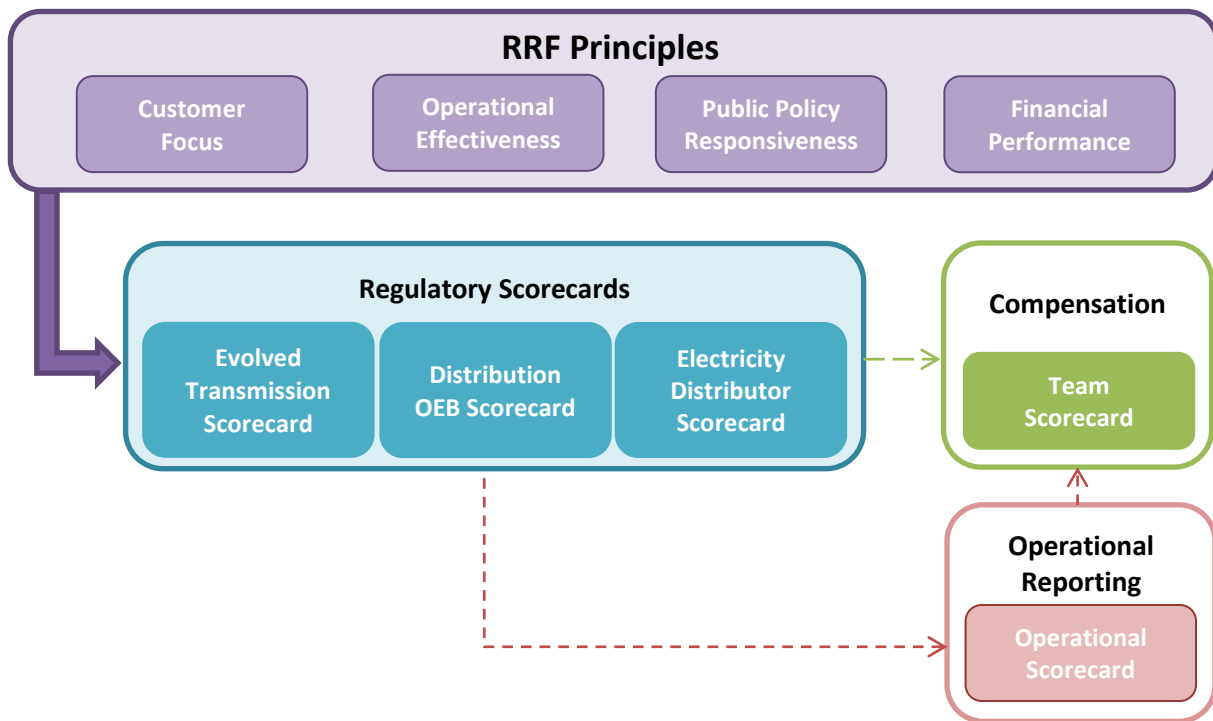 RRF Principles
Customer
Focus
Operational
Effectiveness
Public Policy
Responsiveness
Financial
Performance
Regulatory Scorecards
Evolved
Transmission
Scorecard
Distribution
OEB Scorecard
Electricity
Distributor
Scorecard
Compensation
Team
Scorecard
Operational
Reporting
Operational
Scorecard